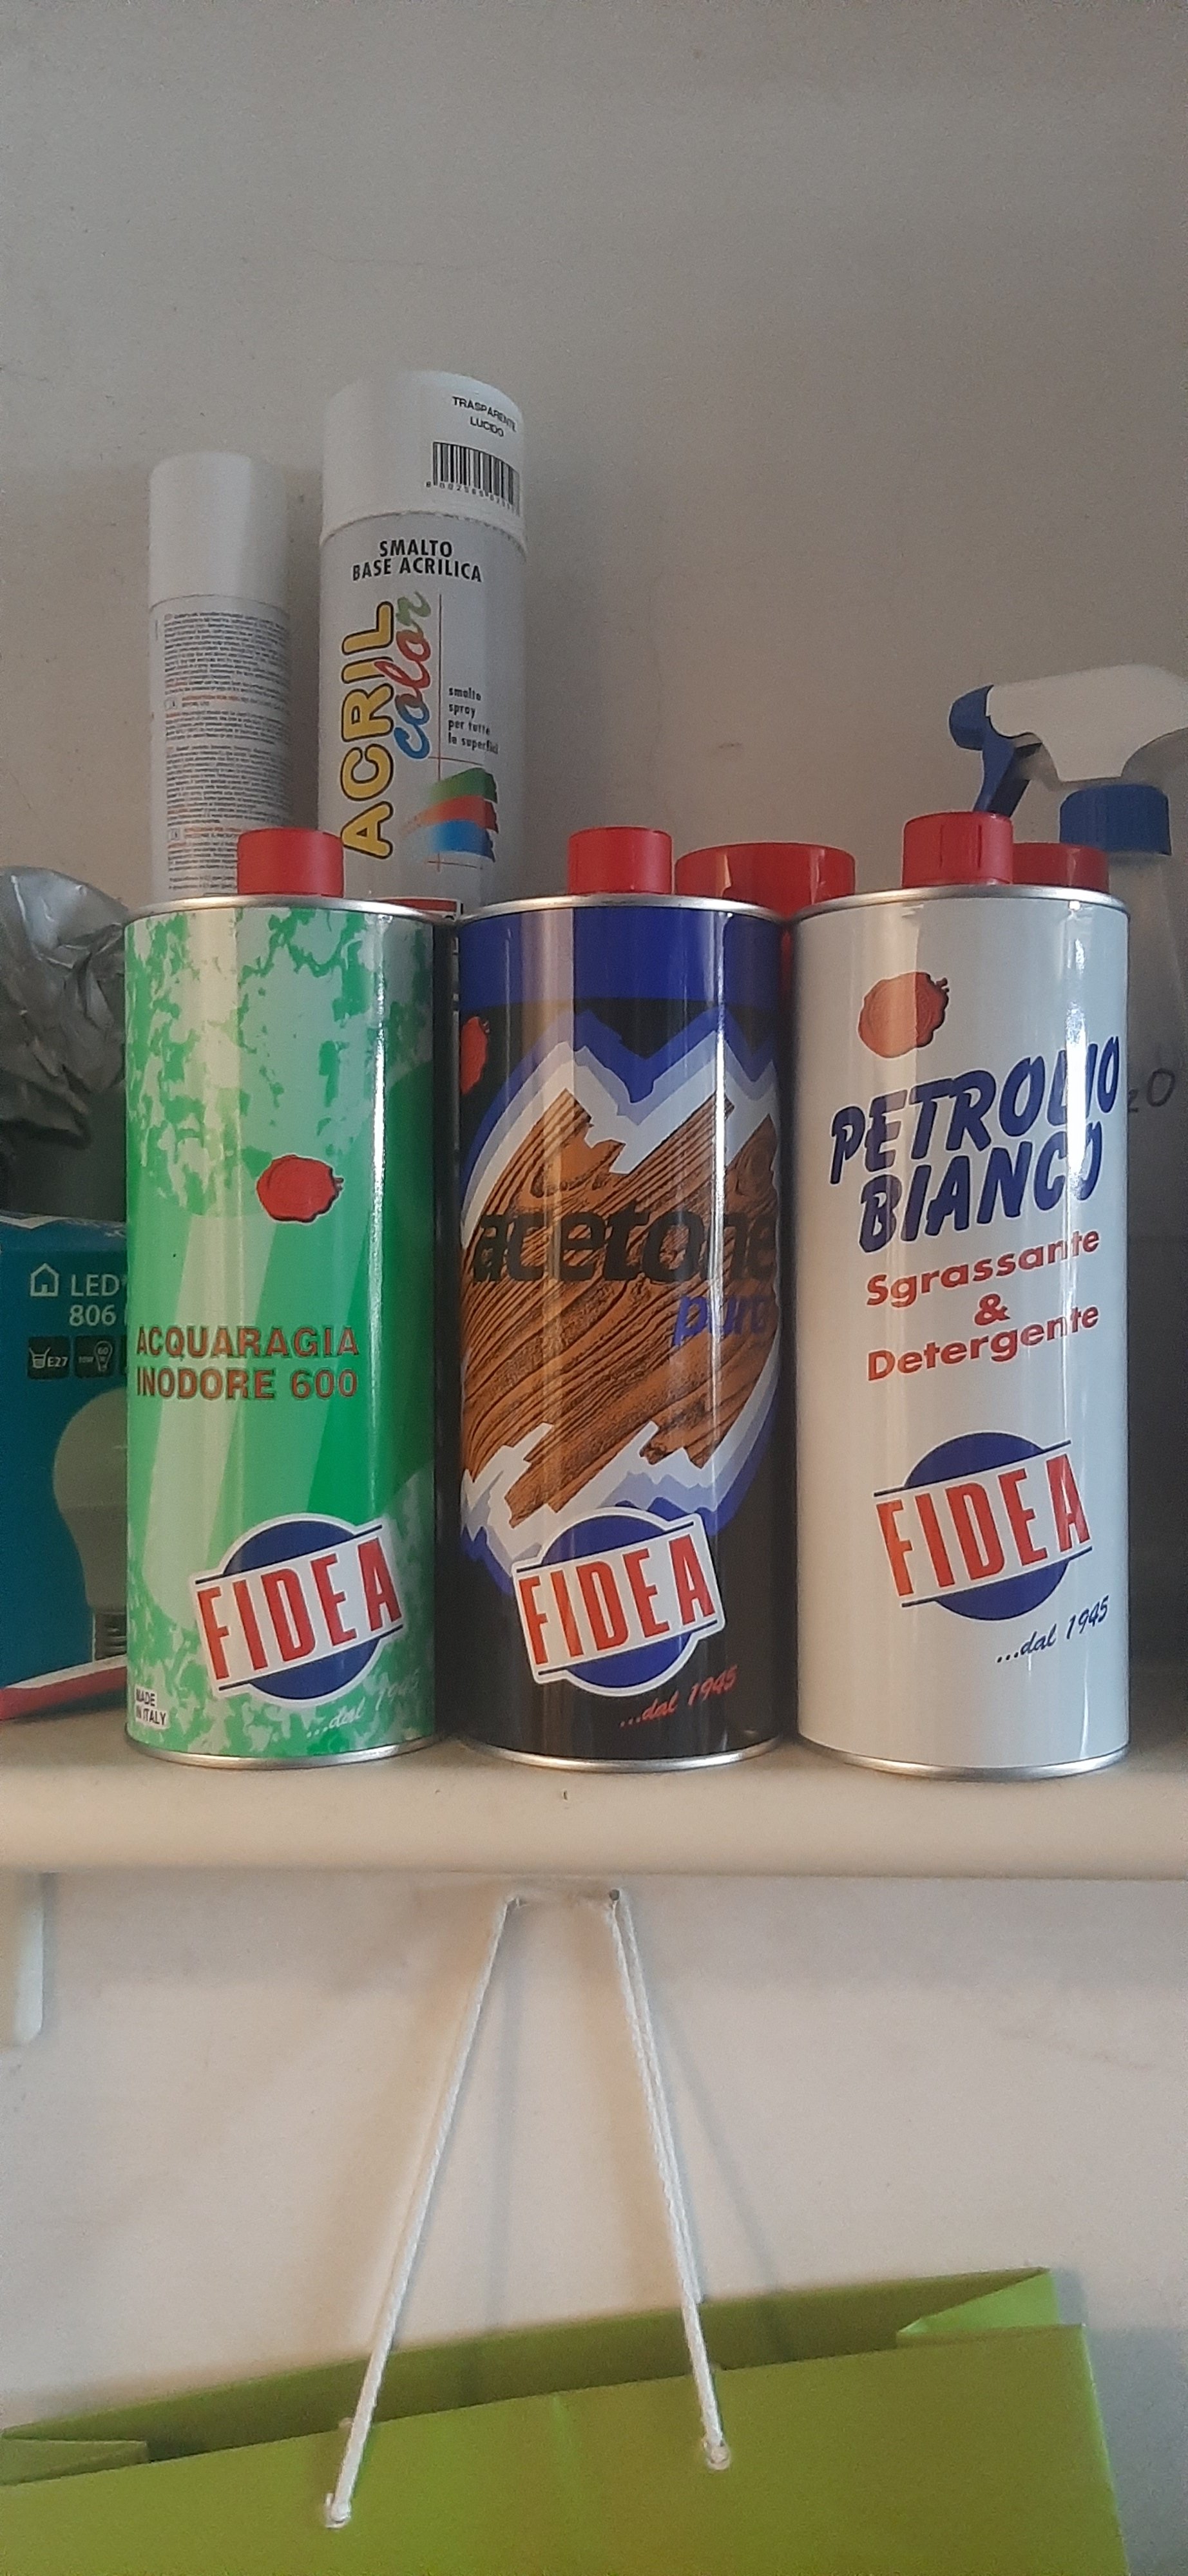 TRASPARENTE
LUCIDO
SMALTO
BASE ACRILICA
ACRIL
color
smalto
spray
per tutte
le superfici
LED
806
E27
ACQUARAGIA
INODORE 600
FIDEA
...dal 1945
MADE
IN ITALY
acetone
puro
FIDEA
...dal 1945
PETROLIO
BIANCO
Sgrassante
&
Detergente
FIDEA
...dal 1945